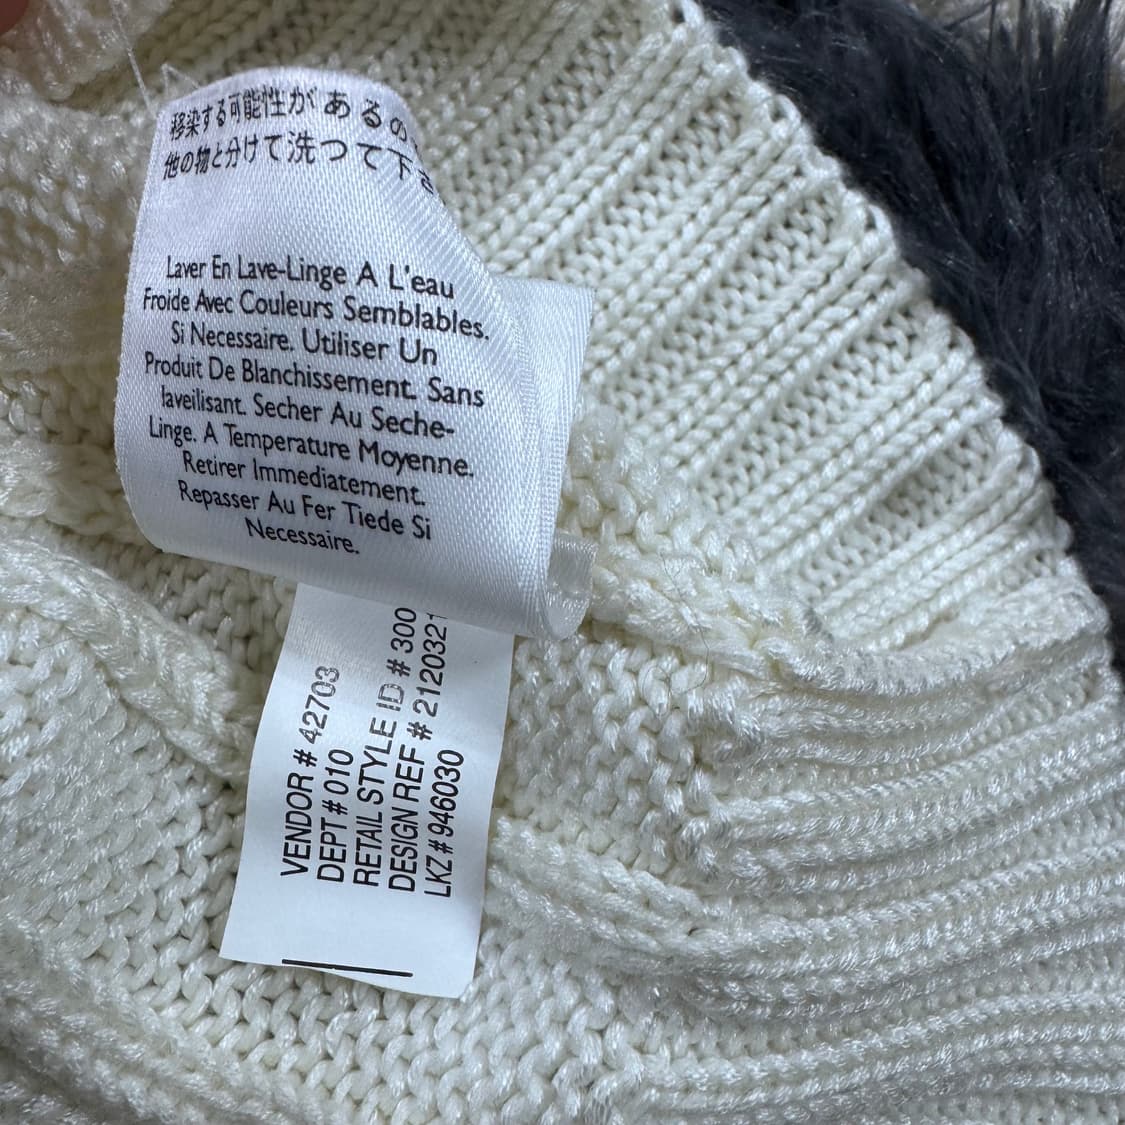 移染する可能性がある
他の物と分けて洗つて下さ
Laver En Lave-Linge A L'eau
Froide Avec Couleurs Semblables.
Si Necessaire. Utiliser Un
Produit De Blanchissement. Sans
laveilisant. Secher Au Seche-
Linge. A Temperature Moyenne.
Retirer Immediatement.
Repasser Au Fer Tiede Si
Necessaire.
VENDOR # 42703
DEPT # 010
RETAIL STYLE ID # 300
DESIGN REF # 2120321
LKZ # 946030